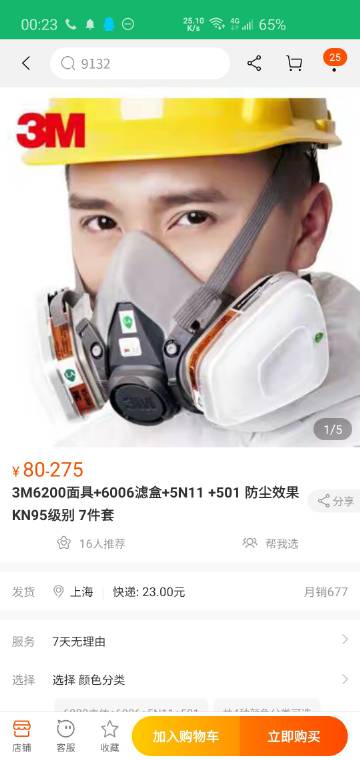 00:23 25.10 K/s 4G 65%
9132
25
3M
3M
1/5
¥80-275
3M6200面具+6006滤盒+5N11 +501 防尘效果
KN95级别 7件套
分享
16人推荐 帮我选
发货 上海 快递: 23.00元 月销677
服务 7天无理由
选择 选择 颜色分类
店铺 客服 收藏 加入购物车 立即购买